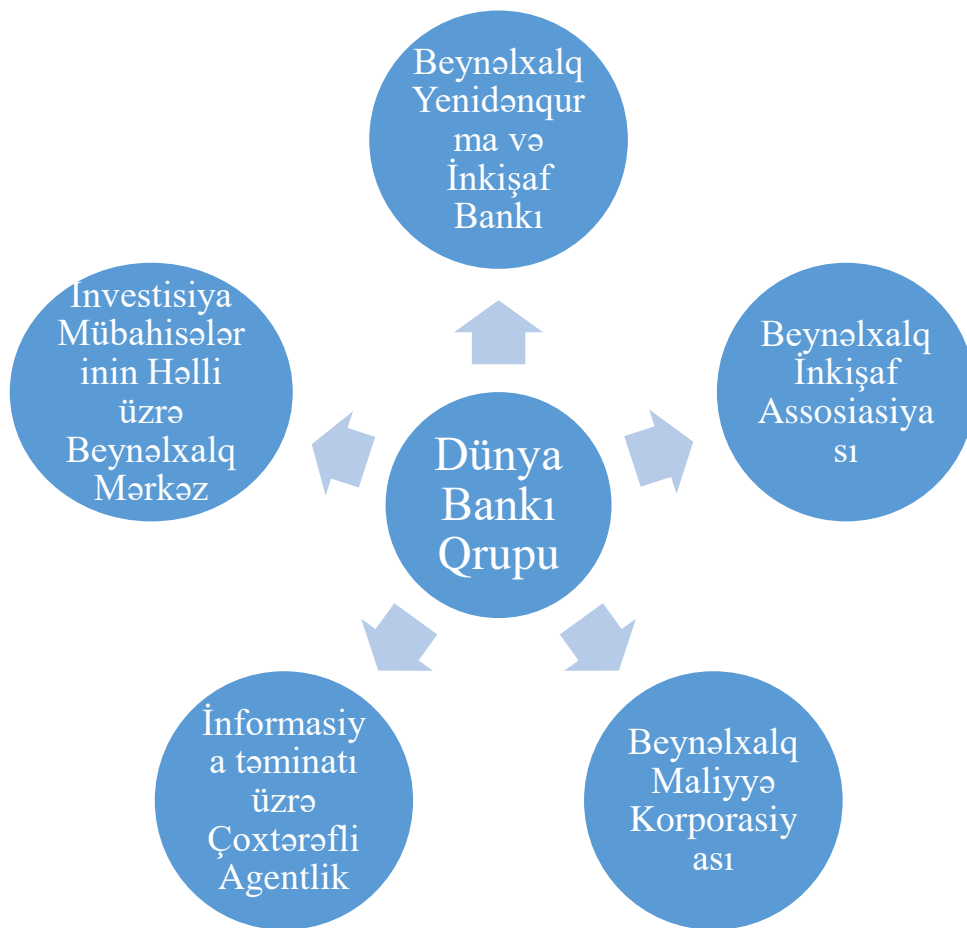 Beynəlxalq
Yenidənqur
ma və
İnkişaf
Bankı
İnvestisiya
Mübahisələr
inin Həlli
üzrə
Beynəlxalq
Mərkəz
Beynəlxalq
İnkişaf
Assosiasiya
sı
Dünya
Bankı
Qrupu
İnformasiy
a təminatı
üzrə
Çoxtərəfli
Agentlik
Beynəlxalq
Maliyyə
Korporasiy
ası